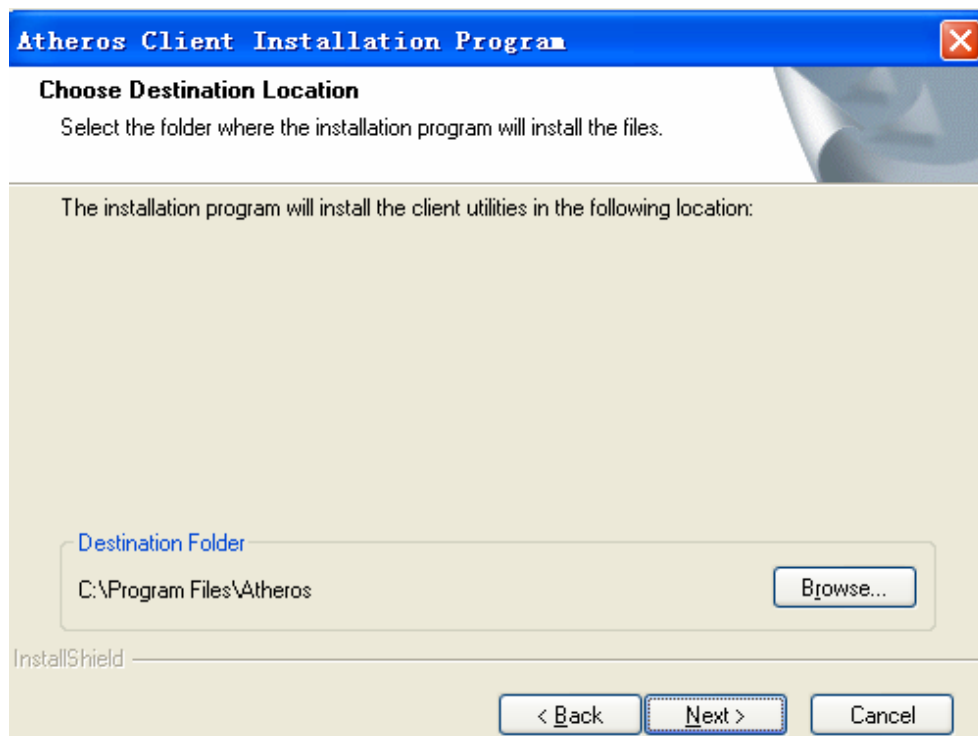 Atheros Client Installation Program
Choose Destination Location
Select the folder where the installation program will install the files.
The installation program will install the client utilities in the following location:
Destination Folder
C:\Program Files\Atheros
Browse...
InstallShield
< Back
Next >
Cancel